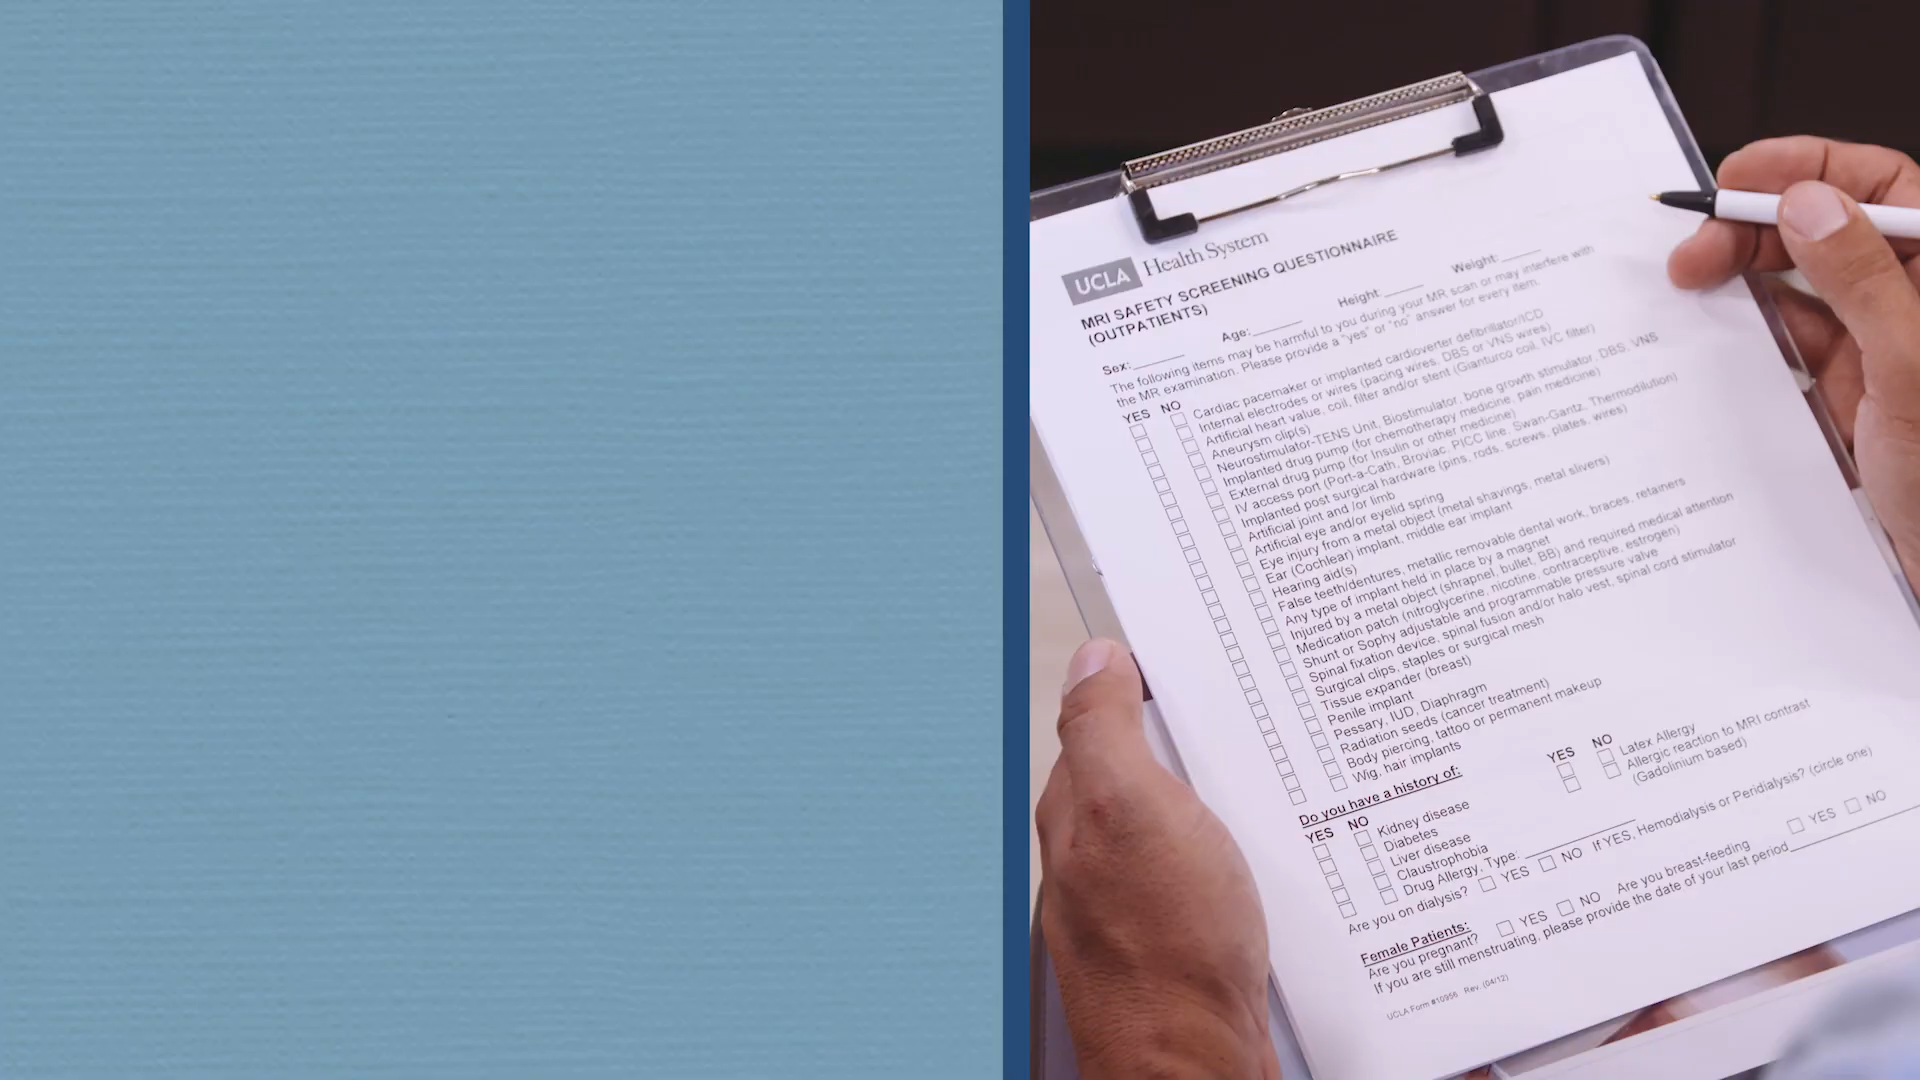 UCLA Health System
MRI SAFETY SCREENING QUESTIONNAIRE
(OUTPATIENTS)
Sex: Age: Height: Weight:
The following items may be harmful to you during your MR scan or may interfere with
the MR examination. Please provide a "yes" or "no" answer for every item.
YES NO
Cardiac pacemaker or implanted cardioverter defibrillator/ICD
Internal electrodes or wires (pacing wires, DBS or VNS wires)
Artificial heart value, coil, filter and/or stent (Gianturco coil, IVC filter)
Aneurysm clip(s)
Neurostimulator-TENS Unit, Biostimulator, bone growth stimulator, DBS, VNS
Implanted drug pump (for chemotherapy medicine, pain medicine)
External drug pump (for Insulin or other medicine)
IV access port (Port-a-Cath, Broviac, PICC line, Swan-Gantz, Thermodilution)
Implanted post surgical hardware (pins, rods, screws, plates, wires)
Artificial joint and /or limb
Artificial eye and/or eyelid spring
Eye injury from a metal object (metal shavings, metal slivers)
Ear (Cochlear) implant, middle ear implant
Hearing aid(s)
False teeth/dentures, metallic removable dental work, braces, retainers
Any type of implant held in place by a magnet
Injured by a metal object (shrapnel, bullet, BB) and required medical attention
Medication patch (nitroglycerine, nicotine, contraceptive, estrogen)
Shunt or Sophy adjustable and programmable pressure valve
Spinal fixation device, spinal fusion and/or halo vest, spinal cord stimulator
Surgical clips, staples or surgical mesh
Tissue expander (breast)
Penile implant
Pessary, IUD, Diaphragm
Radiation seeds (cancer treatment)
Body piercing, tattoo or permanent makeup
Wig, hair implants
Do you have a history of:
YES NO
Kidney disease
Diabetes
Liver disease
Claustrophobia
Drug Allergy, Type:
YES NO
Latex Allergy
Allergic reaction to MRI contrast
(Gadolinium based)
Are you on dialysis? YES NO If YES, Hemodialysis or Peridialysis? (circle one)
Female Patients:
Are you pregnant? YES NO Are you breast-feeding YES NO
If you are still menstruating, please provide the date of your last period
UCLA Form #10956 Rev. (04/12)